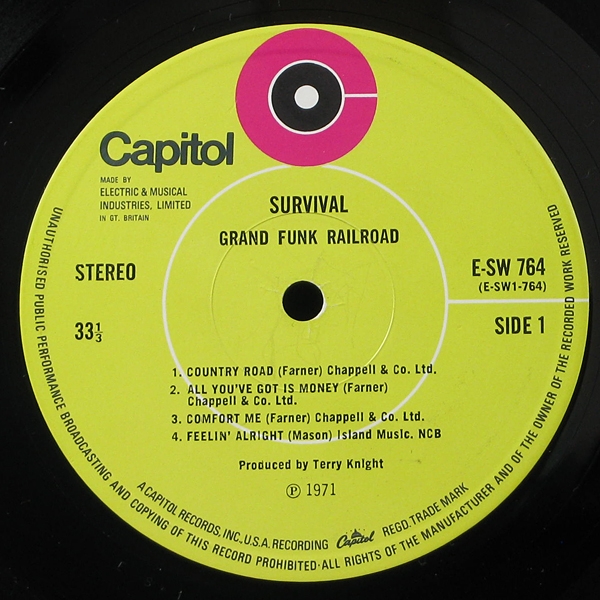 Capitol
MADE BY
ELECTRIC & MUSICAL
INDUSTRIES, LIMITED
IN GT. BRITAIN
SURVIVAL
GRAND FUNK RAILROAD
STEREO
33⅓
E-SW 764
(E-SW1-764)
SIDE 1
1. COUNTRY ROAD (Farner) Chappell & Co. Ltd.
2. ALL YOU'VE GOT IS MONEY (Farner)
Chappell & Co. Ltd.
3. COMFORT ME (Farner) Chappell & Co. Ltd.
4. FEELIN' ALRIGHT (Mason) Island Music. NCB
Produced by Terry Knight
℗ 1971
A CAPITOL RECORDS, INC., U.S.A. RECORDING Capitol REGD. TRADE MARK
UNAUTHORISED PUBLIC PERFORMANCE BROADCASTING AND COPYING OF THIS RECORD PROHIBITED·ALL RIGHTS OF THE MANUFACTURER AND OF THE OWNER OF THE RECORDED WORK RESERVED